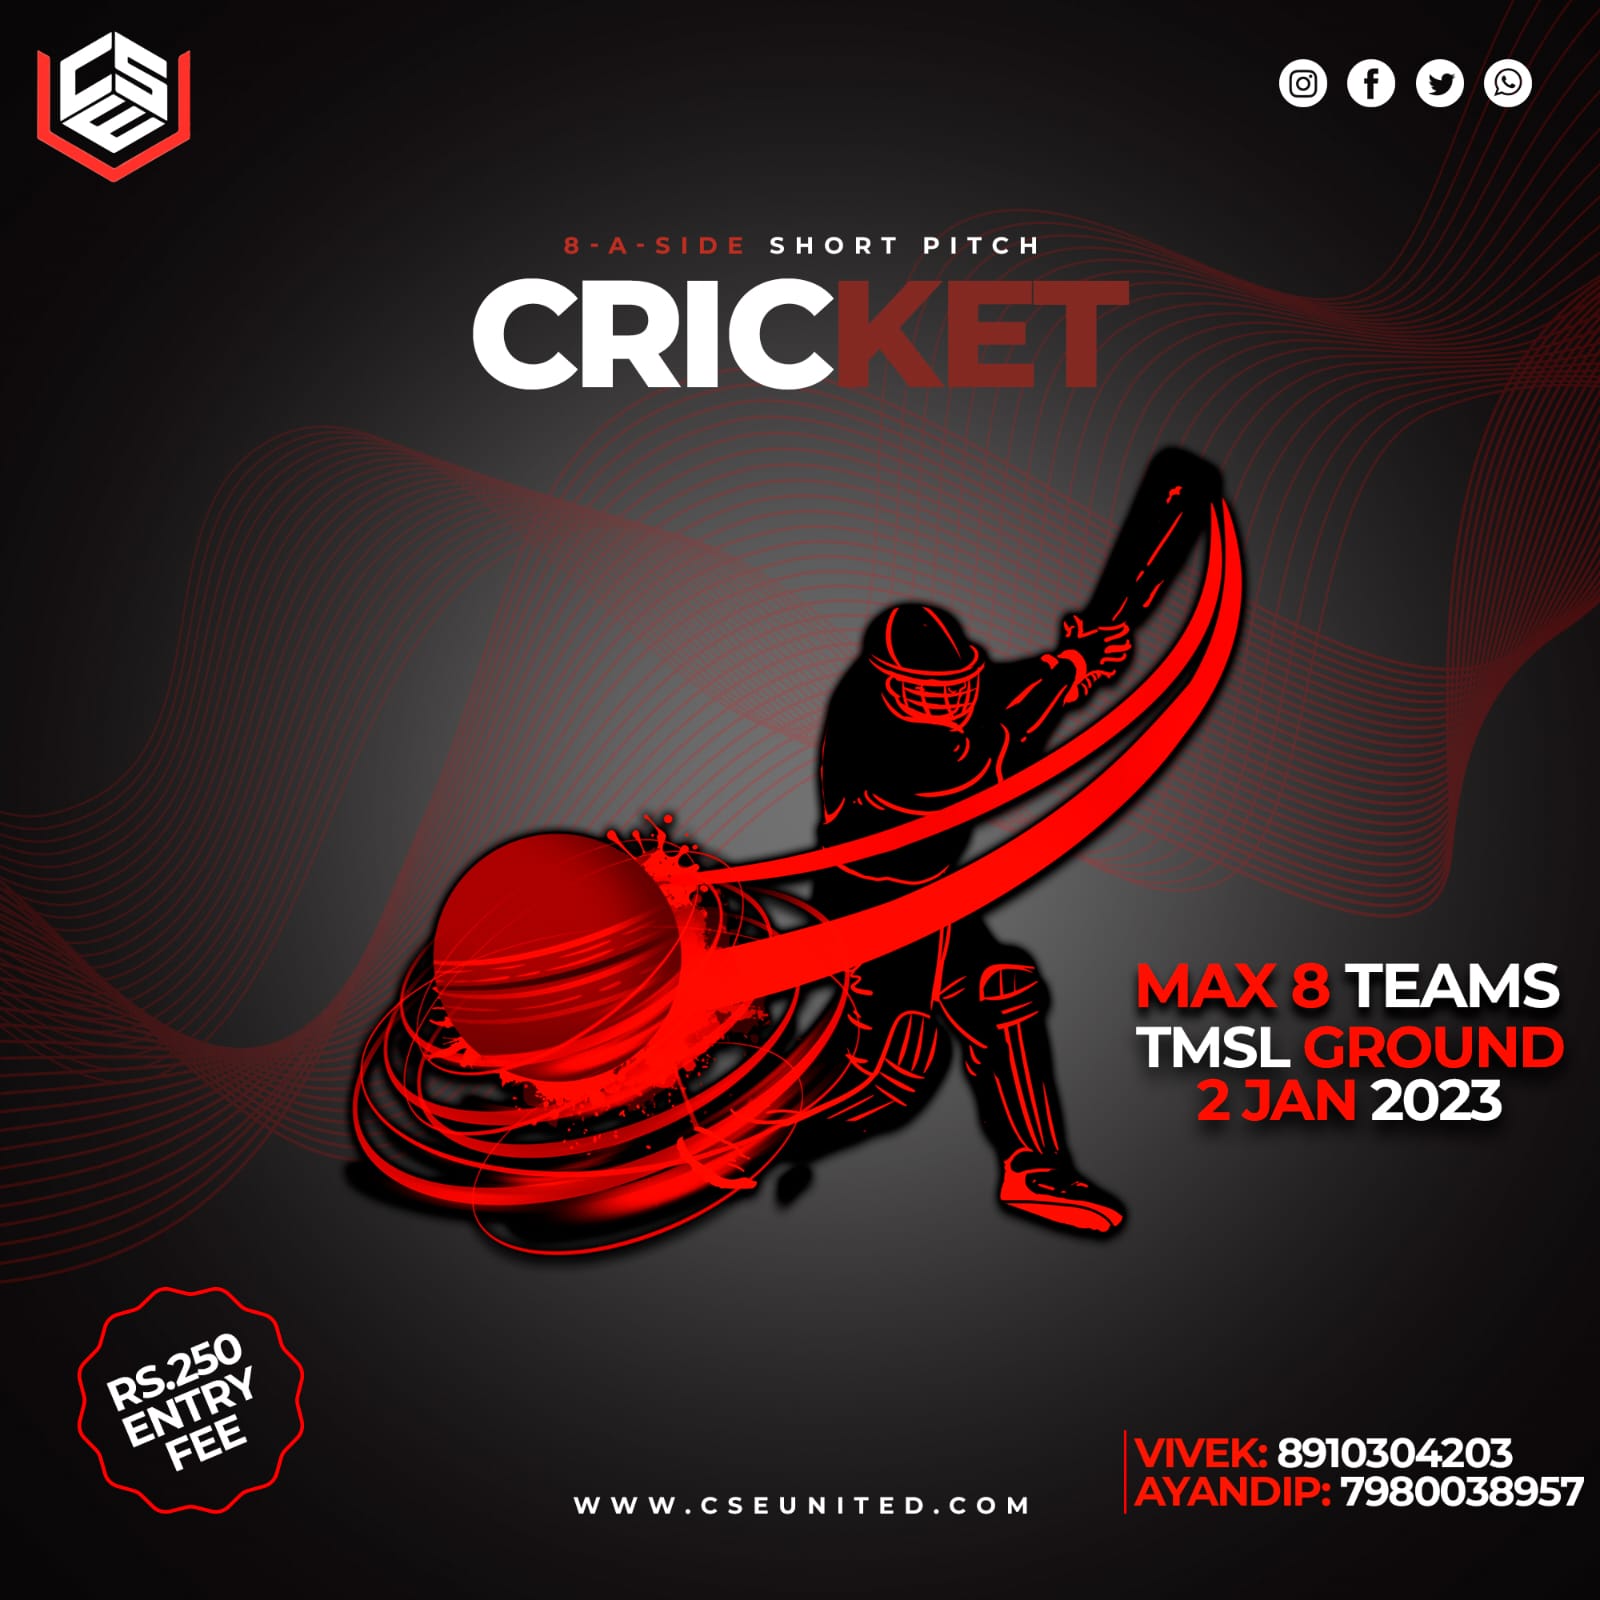 CSE
8-A-SIDE SHORT PITCH
CRICKET
MAX 8 TEAMS
TMSL GROUND
2 JAN 2023
RS.250
ENTRY
FEE
VIVEK: 8910304203
AYANDIP: 7980038957
WWW.CSEUNITED.COM